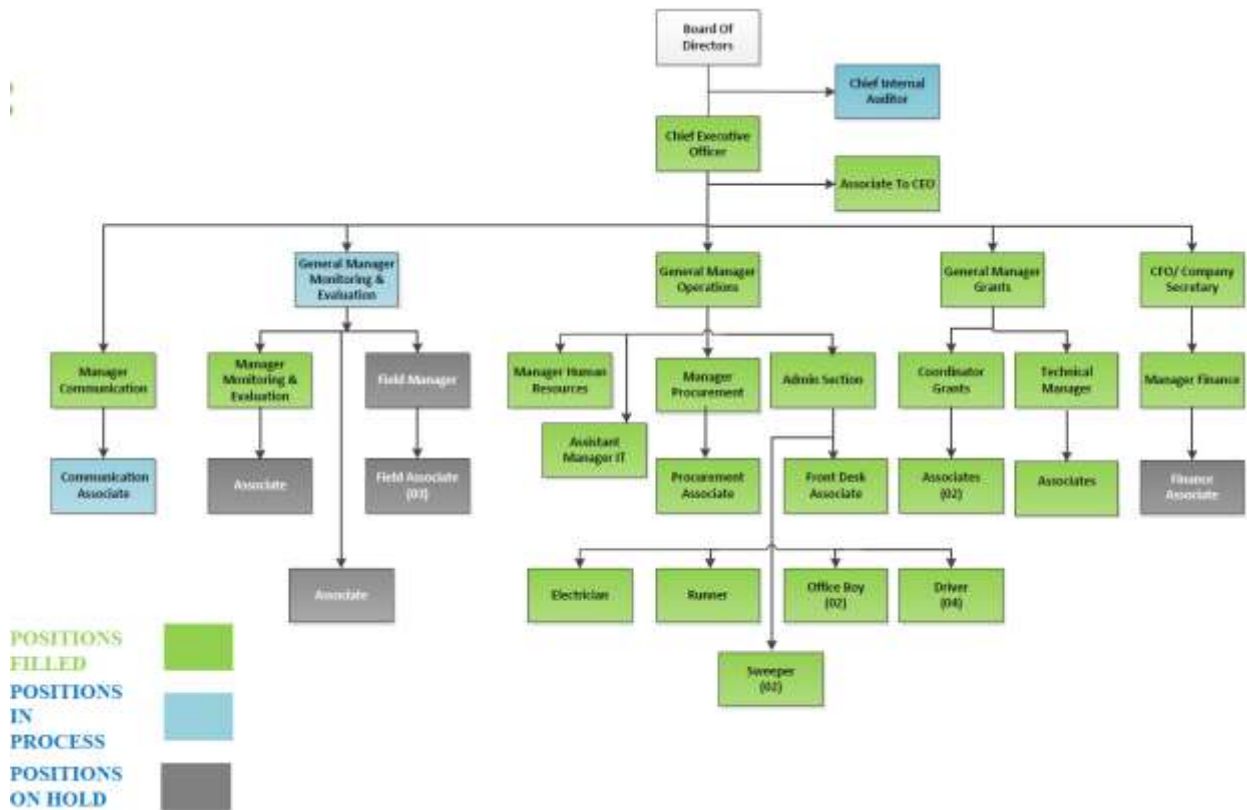 Board Of
Directors
Chief Internal
Auditor
Chief Executive
Officer
Associate To CEO
General Manager
Monitoring &
Evaluation
General Manager
Operations
General Manager
Grants
CFO/ Company
Secretary
Manager
Communication
Manager
Monitoring &
Evaluation
Field Manager
Manager Human
Resources
Manager
Procurement
Admin Section
Coordinator
Grants
Technical
Manager
Manager Finance
Assistant
Manager IT
Communication
Associate
Associate
Field Associate
(03)
Procurement
Associate
Front Desk
Associate
Associates
(02)
Associates
Finance
Associate
Associate
Electrician
Runner
Office Boy
(02)
Driver
(04)
Sweeper
(02)
POSITIONS
FILLED
POSITIONS
IN
PROCESS
POSITIONS
ON HOLD